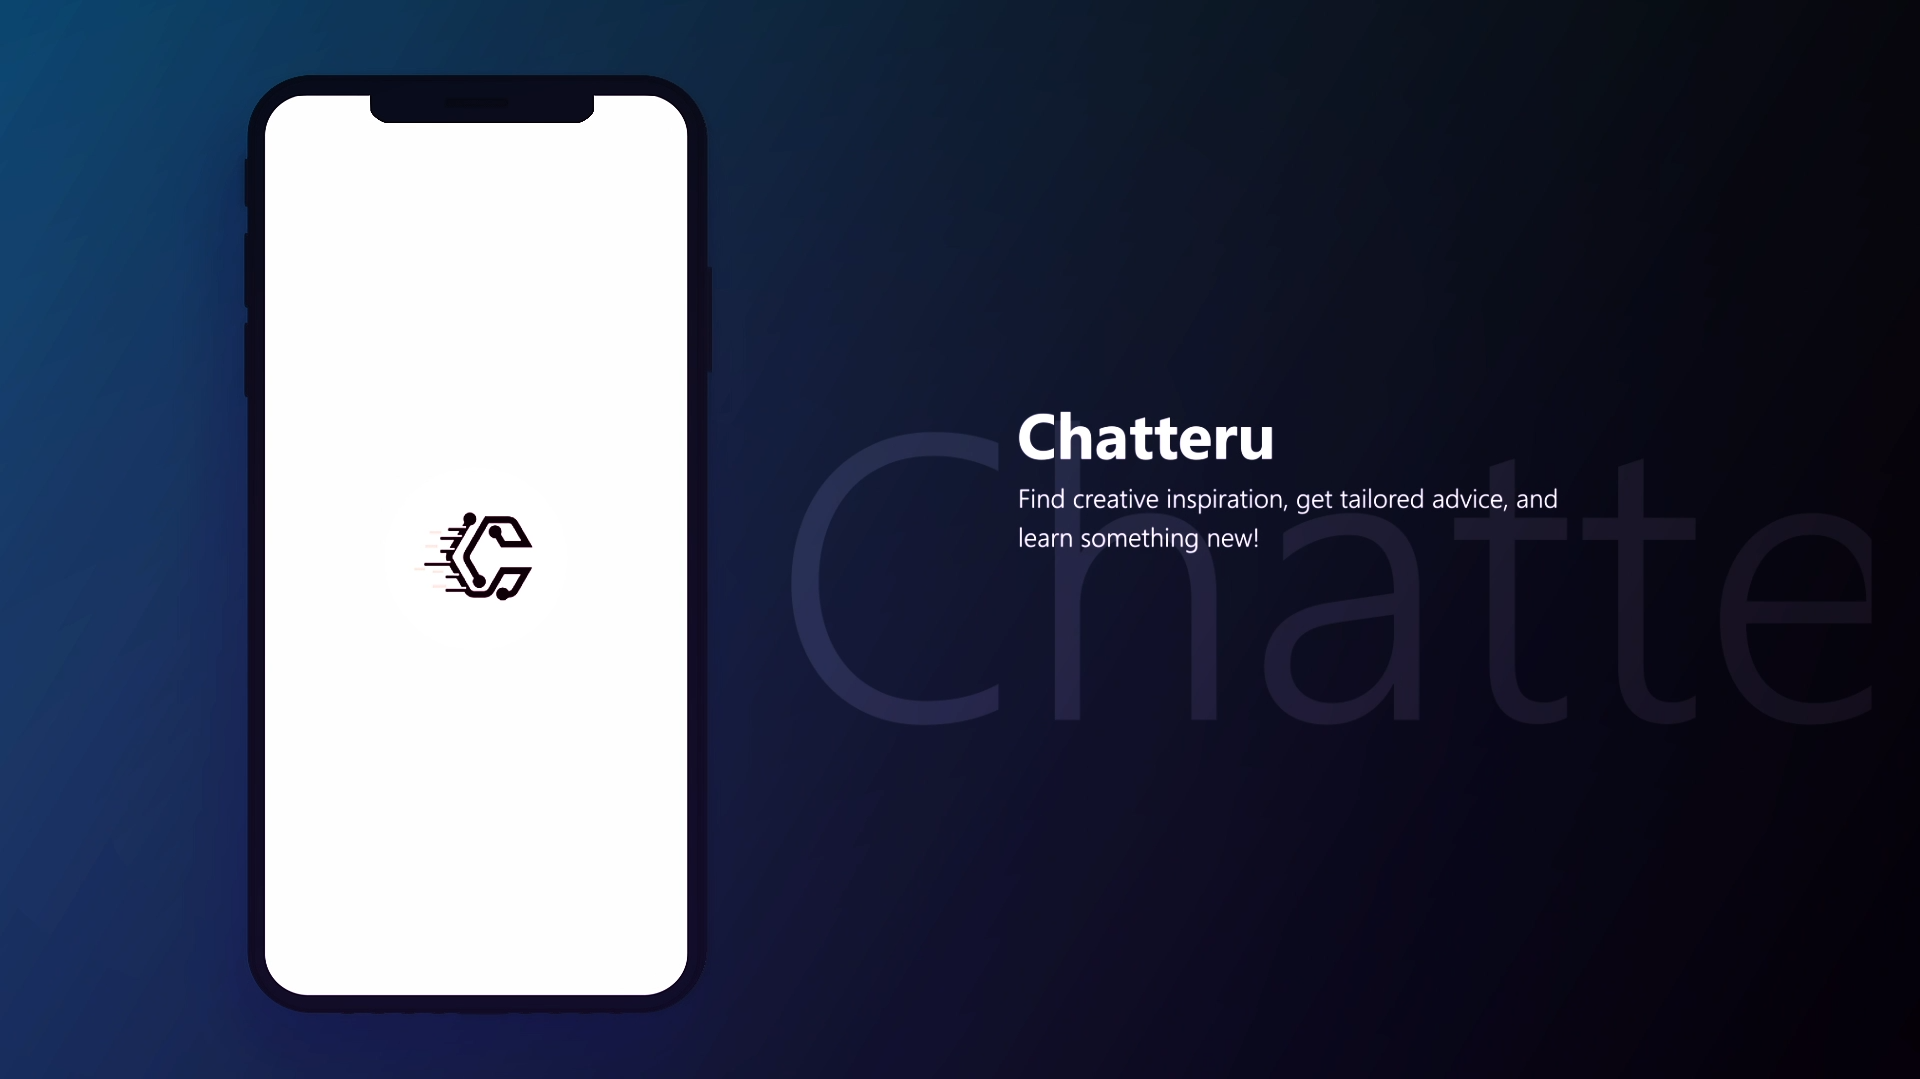 Chatteru
Find creative inspiration, get tailored advice, and
learn something new!
Chatte